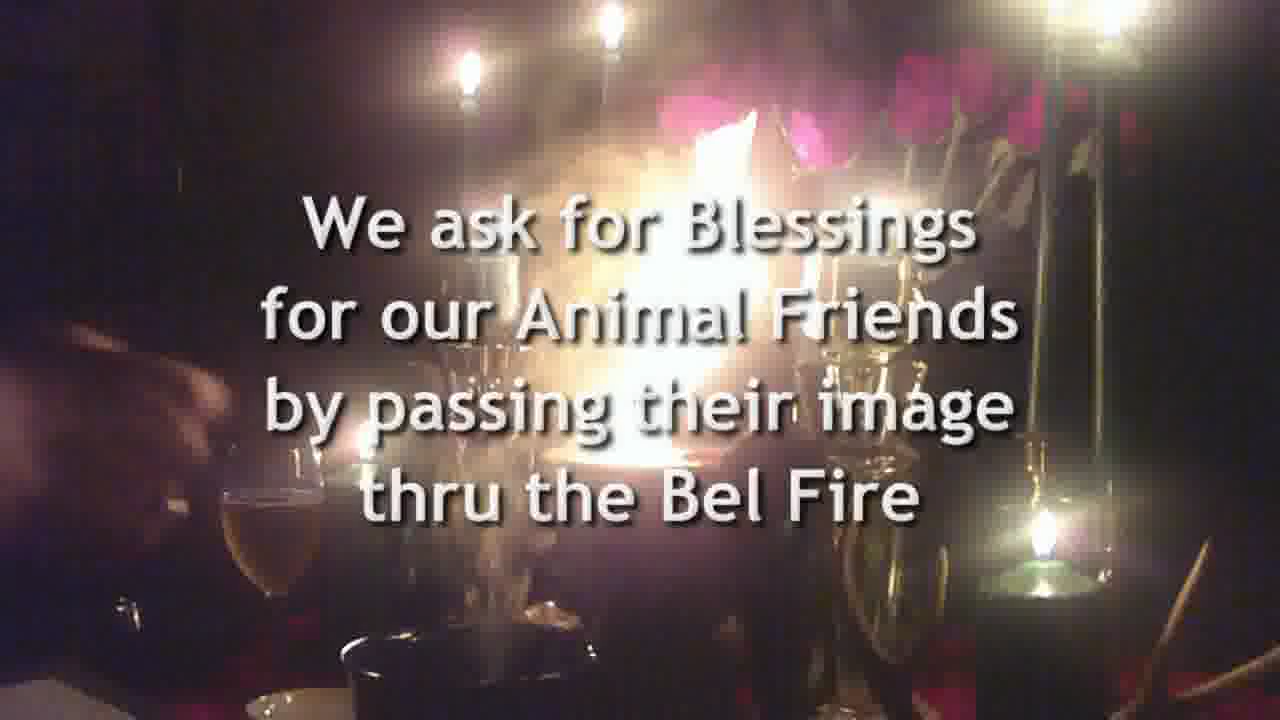 We ask for Blessings
for our Animal Friends
by passing their image
thru the Bel Fire